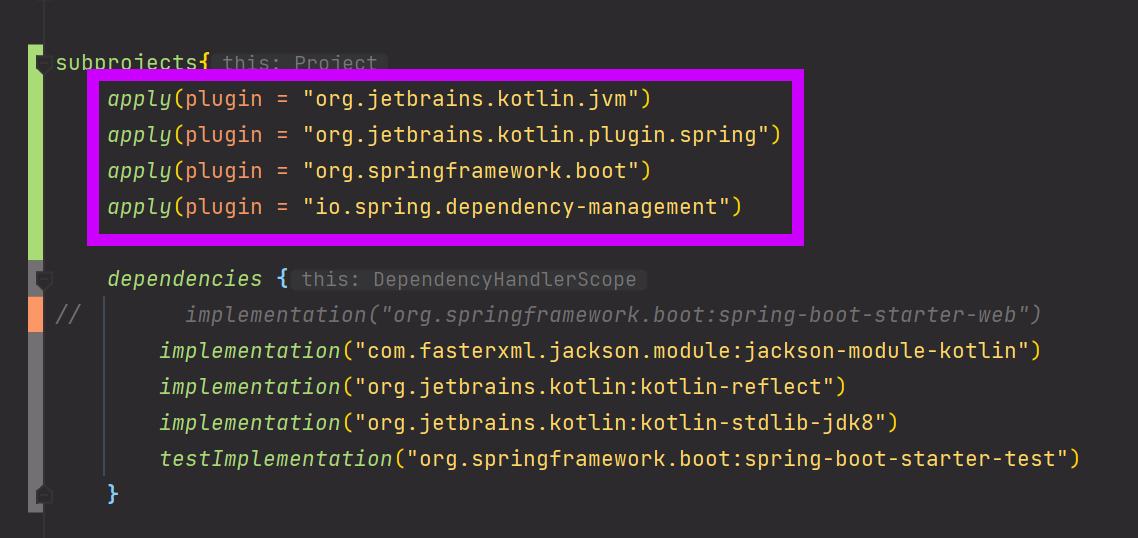 subprojects{ this: Project
apply(plugin = "org.jetbrains.kotlin.jvm")
apply(plugin = "org.jetbrains.kotlin.plugin.spring")
apply(plugin = "org.springframework.boot")
apply(plugin = "io.spring.dependency-management")
dependencies { this: DependencyHandlerScope
// implementation("org.springframework.boot:spring-boot-starter-web")
implementation("com.fasterxml.jackson.module:jackson-module-kotlin")
implementation("org.jetbrains.kotlin:kotlin-reflect")
implementation("org.jetbrains.kotlin:kotlin-stdlib-jdk8")
testImplementation("org.springframework.boot:spring-boot-starter-test")
}